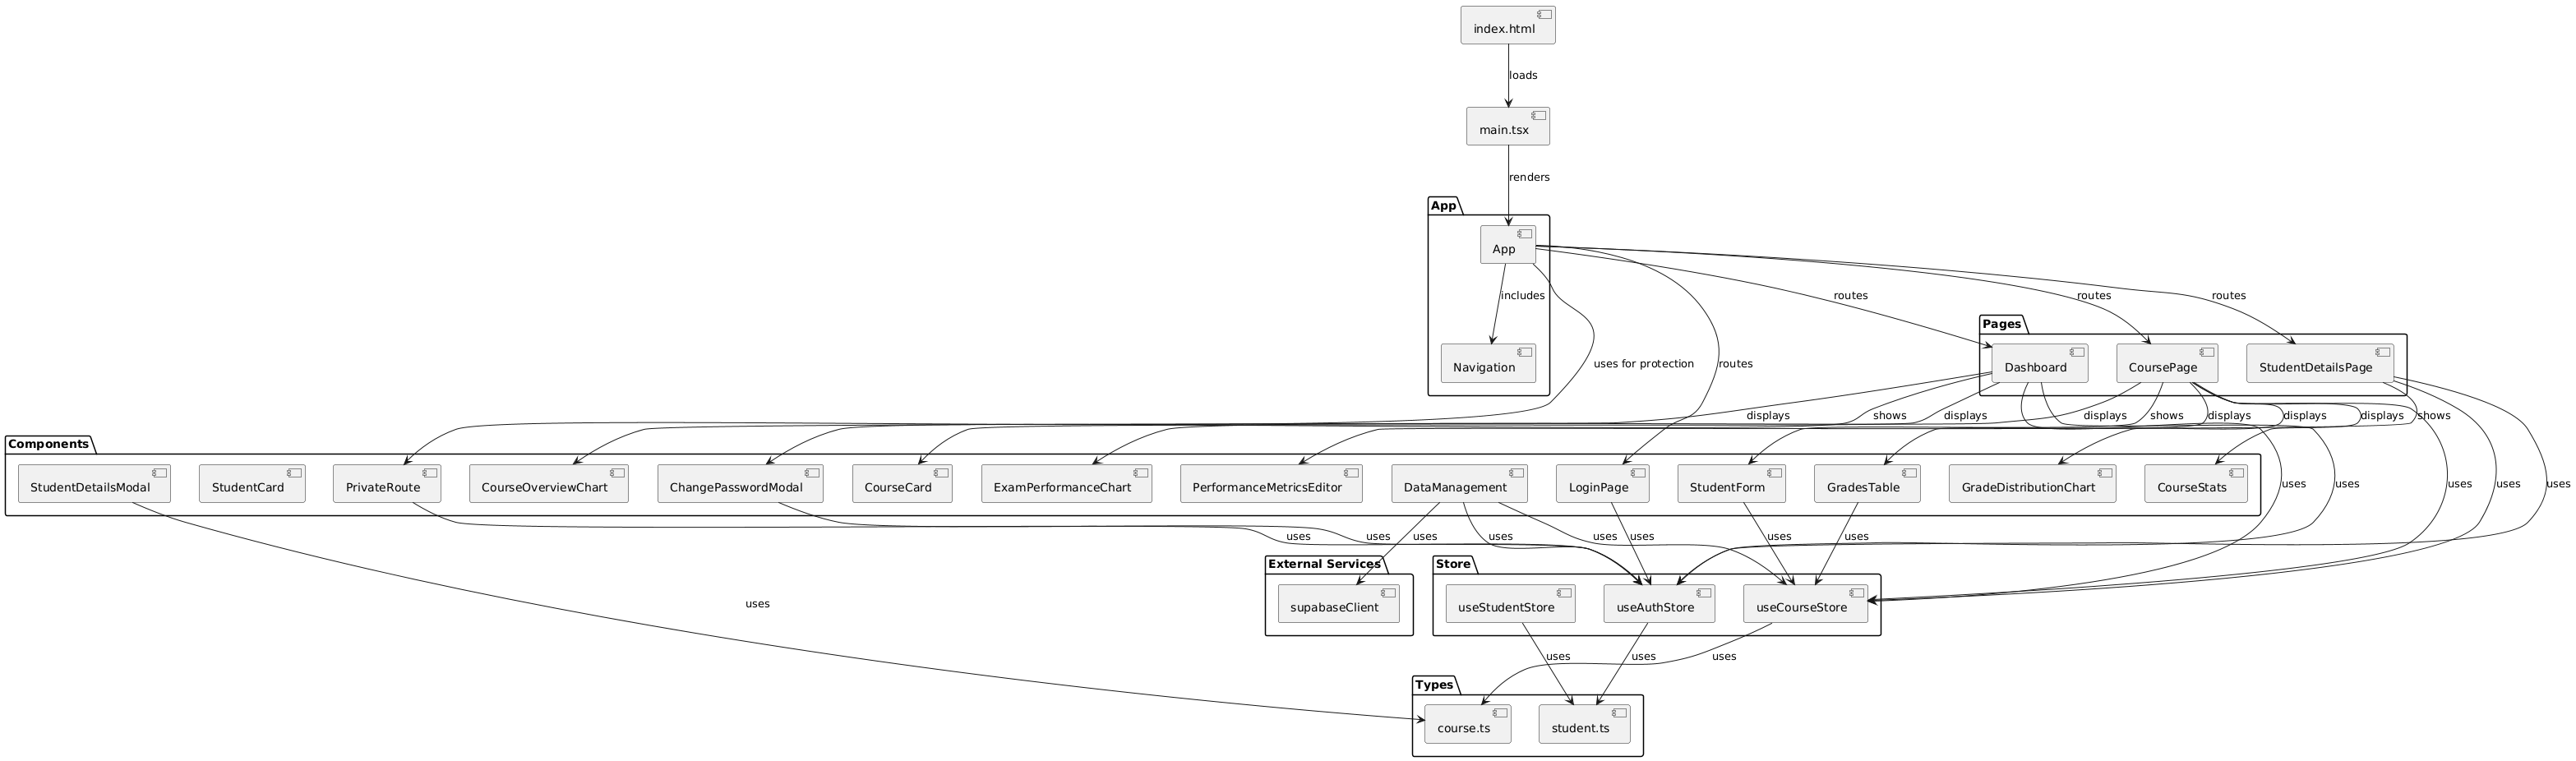 index.html
loads
main.tsx
renders
App
App
includes
routes
routes
routes
Pages
Navigation
uses for protection
routes
Dashboard
CoursePage
StudentDetailsPage
displays
shows
displays
displays
shows
displays
displays
displays
shows
Components
StudentDetailsModal
StudentCard
PrivateRoute
CourseOverviewChart
ChangePasswordModal
CourseCard
ExamPerformanceChart
PerformanceMetricsEditor
DataManagement
LoginPage
StudentForm
GradesTable
GradeDistributionChart
CourseStats
uses
uses
uses
uses
uses
uses
uses
uses
uses
uses
uses
uses
uses
uses
External Services
Store
supabaseClient
useStudentStore
useAuthStore
useCourseStore
uses
uses
uses
uses
Types
course.ts
student.ts